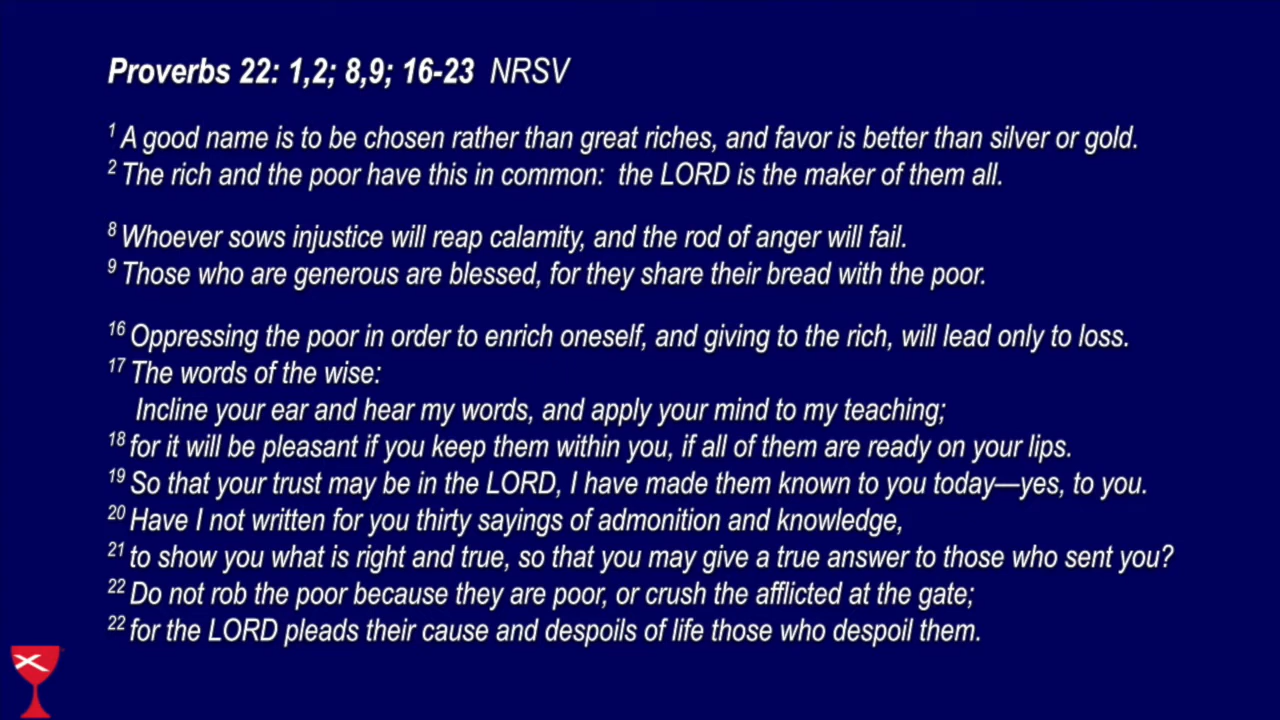 Proverbs 22: 1,2; 8,9; 16-23 NRSV
1 A good name is to be chosen rather than great riches, and favor is better than silver or gold.
2 The rich and the poor have this in common: the LORD is the maker of them all.
8 Whoever sows injustice will reap calamity, and the rod of anger will fail.
9 Those who are generous are blessed, for they share their bread with the poor.
16 Oppressing the poor in order to enrich oneself, and giving to the rich, will lead only to loss.
17 The words of the wise:
Incline your ear and hear my words, and apply your mind to my teaching;
18 for it will be pleasant if you keep them within you, if all of them are ready on your lips.
19 So that your trust may be in the LORD, I have made them known to you today—yes, to you.
20 Have I not written for you thirty sayings of admonition and knowledge,
21 to show you what is right and true, so that you may give a true answer to those who sent you?
22 Do not rob the poor because they are poor, or crush the afflicted at the gate;
22 for the LORD pleads their cause and despoils of life those who despoil them.